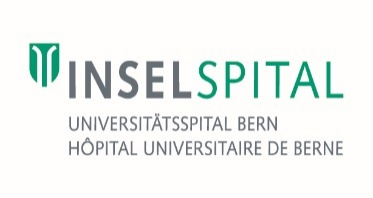 INSELSPITAL
UNIVERSITÄTSSPITAL BERN
HÔPITAL UNIVERSITAIRE DE BERNE